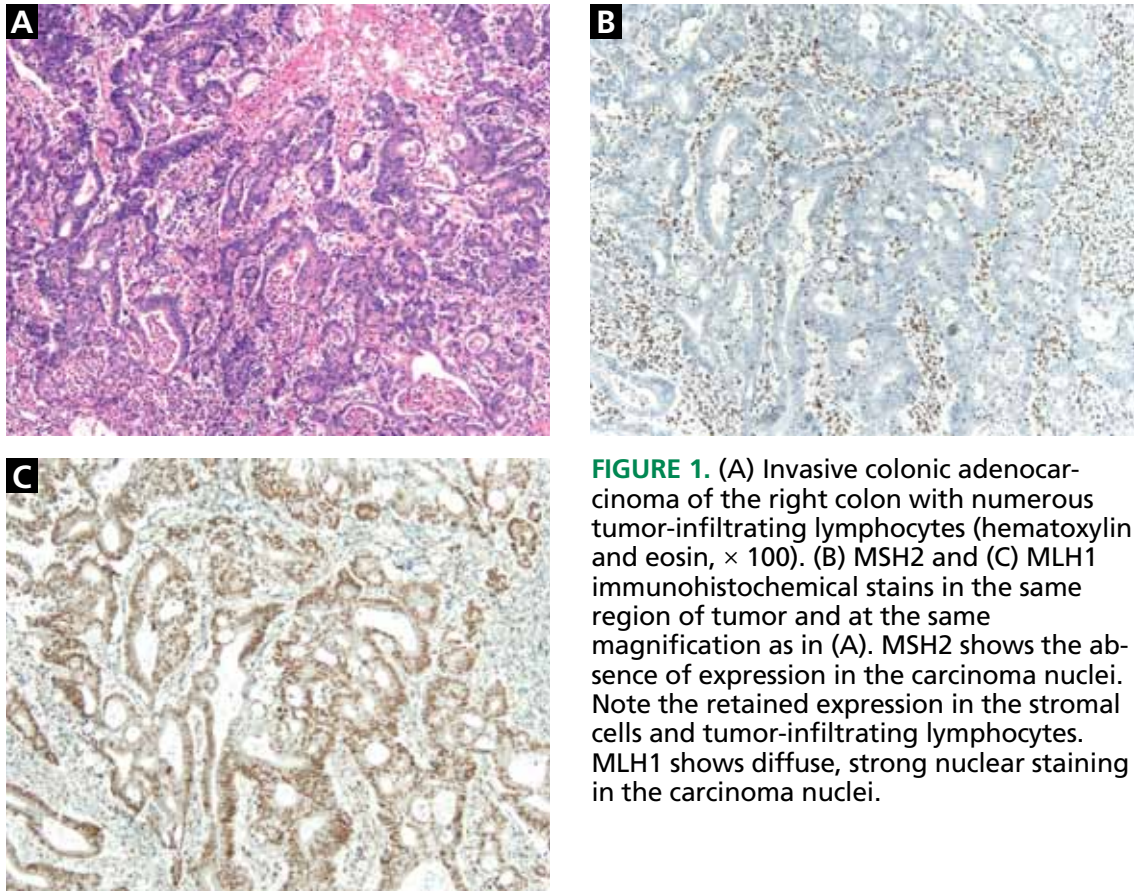 A
B
C
FIGURE 1. (A) Invasive colonic adenocar-
cinoma of the right colon with numerous
tumor-infiltrating lymphocytes (hematoxylin
and eosin, × 100). (B) MSH2 and (C) MLH1
immunohistochemical stains in the same
region of tumor and at the same
magnification as in (A). MSH2 shows the ab-
sence of expression in the carcinoma nuclei.
Note the retained expression in the stromal
cells and tumor-infiltrating lymphocytes.
MLH1 shows diffuse, strong nuclear staining
in the carcinoma nuclei.